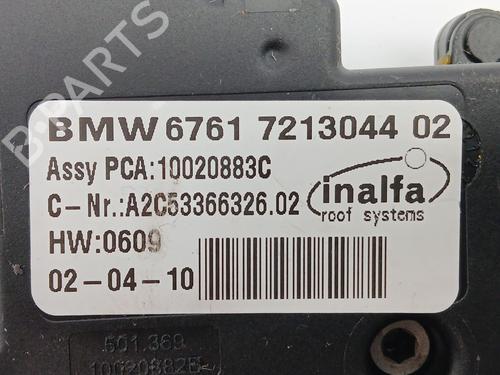 BMW 6761 7213044 02
Assy PCA:10020883C
C-Nr.:A2C53366326.02
inalfa
roof systems
HW:0609
02-04-10
501.369
10020882E
B-PARTS